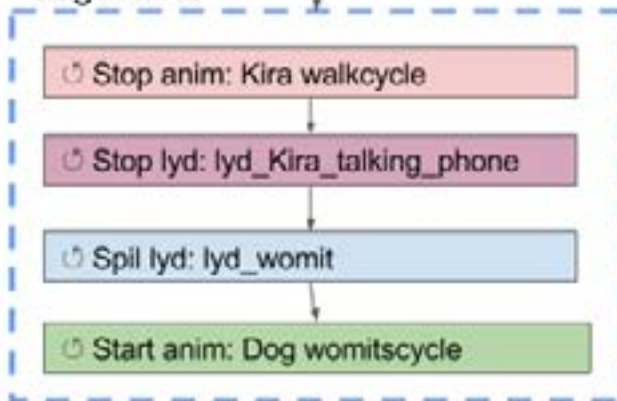 ↺ Stop anim: Kira walkcycle
↺ Stop lyd: lyd_Kira_talking_phone
↺ Spil lyd: lyd_womit
↺ Start anim: Dog womitscycle